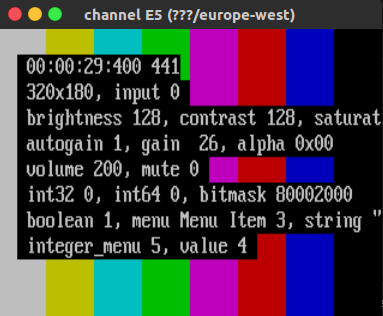 channel E5 (???/europe-west)
00:00:29:400 441
320x180, input 0
brightness 128, contrast 128, saturat
autogain 1, gain  26, alpha 0x00
volume 200, mute 0
int32 0, int64 0, bitmask 80002000
boolean 1, menu Menu Item 3, string "
integer_menu 5, value 4